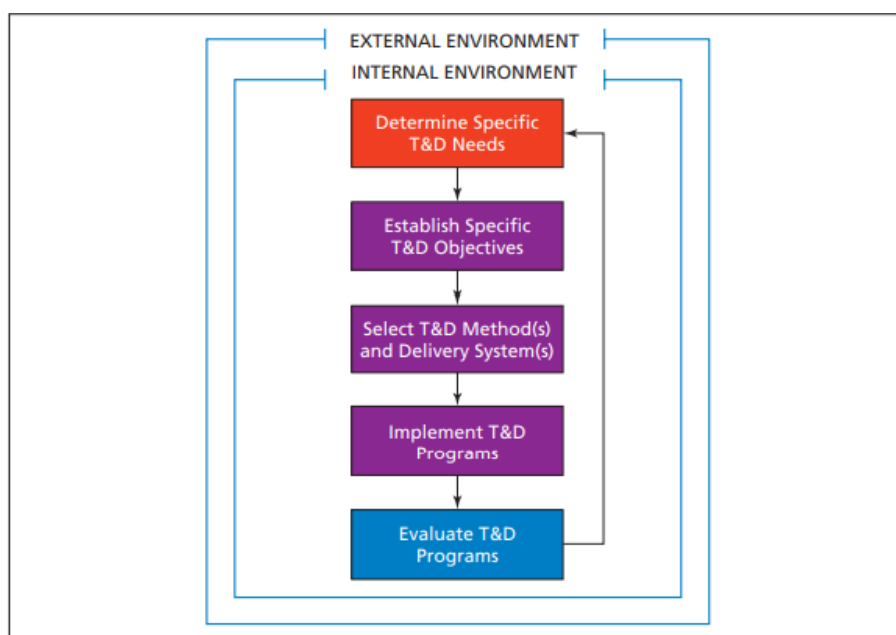 EXTERNAL ENVIRONMENT
INTERNAL ENVIRONMENT
Determine Specific
T&D Needs
Establish Specific
T&D Objectives
Select T&D Method(s)
and Delivery System(s)
Implement T&D
Programs
Evaluate T&D
Programs